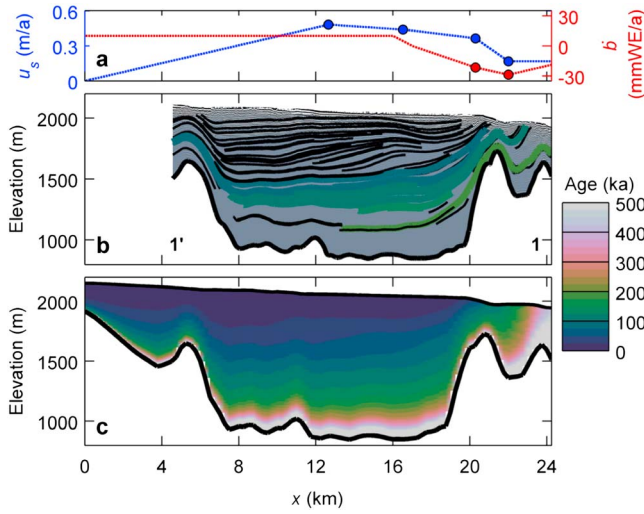 0.6
0.3
0
u_s (m/a)
a
30
0
-30
ḃ
(mmWE/a)
2000
1500
1000
Elevation (m)
b
1'
1
Age (ka)
500
400
300
200
100
0
2000
1500
1000
Elevation (m)
c
0
4
8
12
16
20
24
x (km)